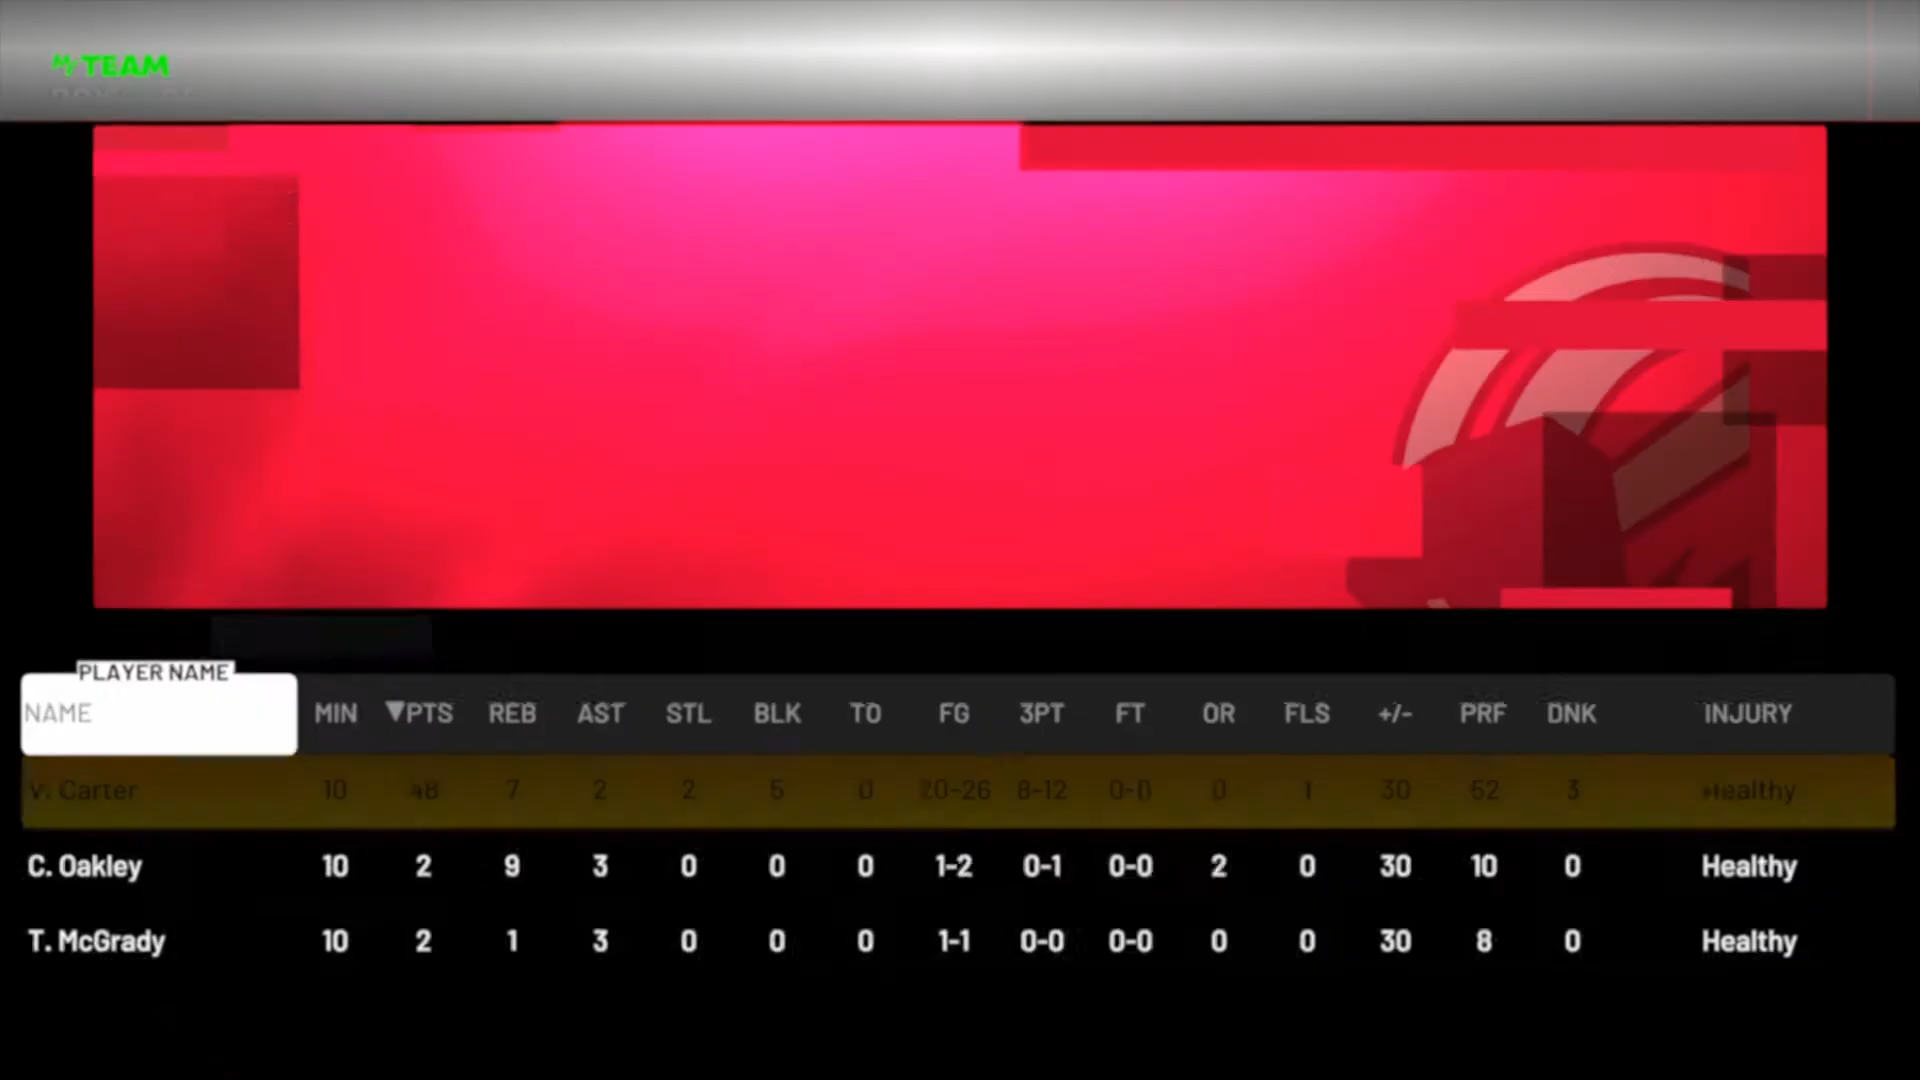 MyTEAM
PLAYER NAME
NAME MIN ▼PTS REB AST STL BLK TO FG 3PT FT OR FLS +/- PRF DNK INJURY
V. Carter 10 48 7 2 2 5 0 20-26 8-12 0-0 0 1 30 52 3 Healthy
C. Oakley 10 2 9 3 0 0 0 1-2 0-1 0-0 2 0 30 10 0 Healthy
T. McGrady 10 2 1 3 0 0 0 1-1 0-0 0-0 0 0 30 8 0 Healthy